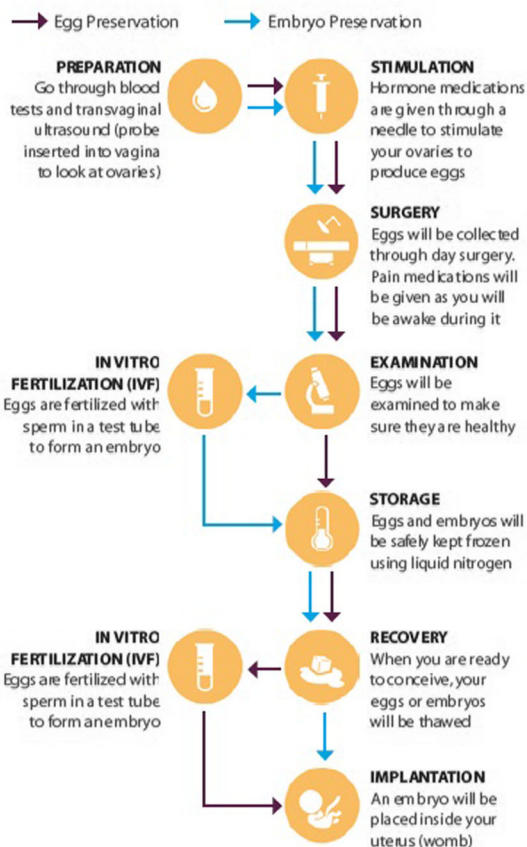 Egg Preservation
Embryo Preservation
PREPARATION
Go through blood
tests and transvaginal
ultrasound (probe
inserted into vagina
to look at ovaries)
STIMULATION
Hormone medications
are given through a
needle to stimulate
your ovaries to
produce eggs
SURGERY
Eggs will be collected
through day surgery.
Pain medications will
be given as you will
be awake during it
IN VITRO
FERTILIZATION (IVF)
Eggs are fertilized with
sperm in a test tube
to form an embryo
EXAMINATION
Eggs will be
examined to make
sure they are healthy
STORAGE
Eggs and embryos will
be safely kept frozen
using liquid nitrogen
IN VITRO
FERTILIZATION (IVF)
Eggs are fertilized with
sperm in a test tube
to form an embryo
RECOVERY
When you are ready
to conceive, your
eggs or embryos
will be thawed
IMPLANTATION
An embryo will be
placed inside your
uterus (womb)